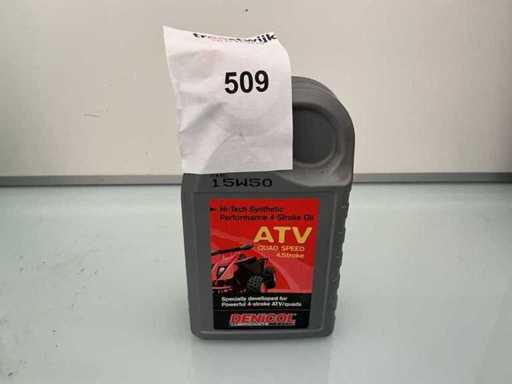 509
15W50
Hi-Tech Synthetic
Performance 4-Stroke Oil
ATV
QUAD SPEED
4.Stroke
Specially developed for
Powerful 4-stroke ATV/quads
DENICOL